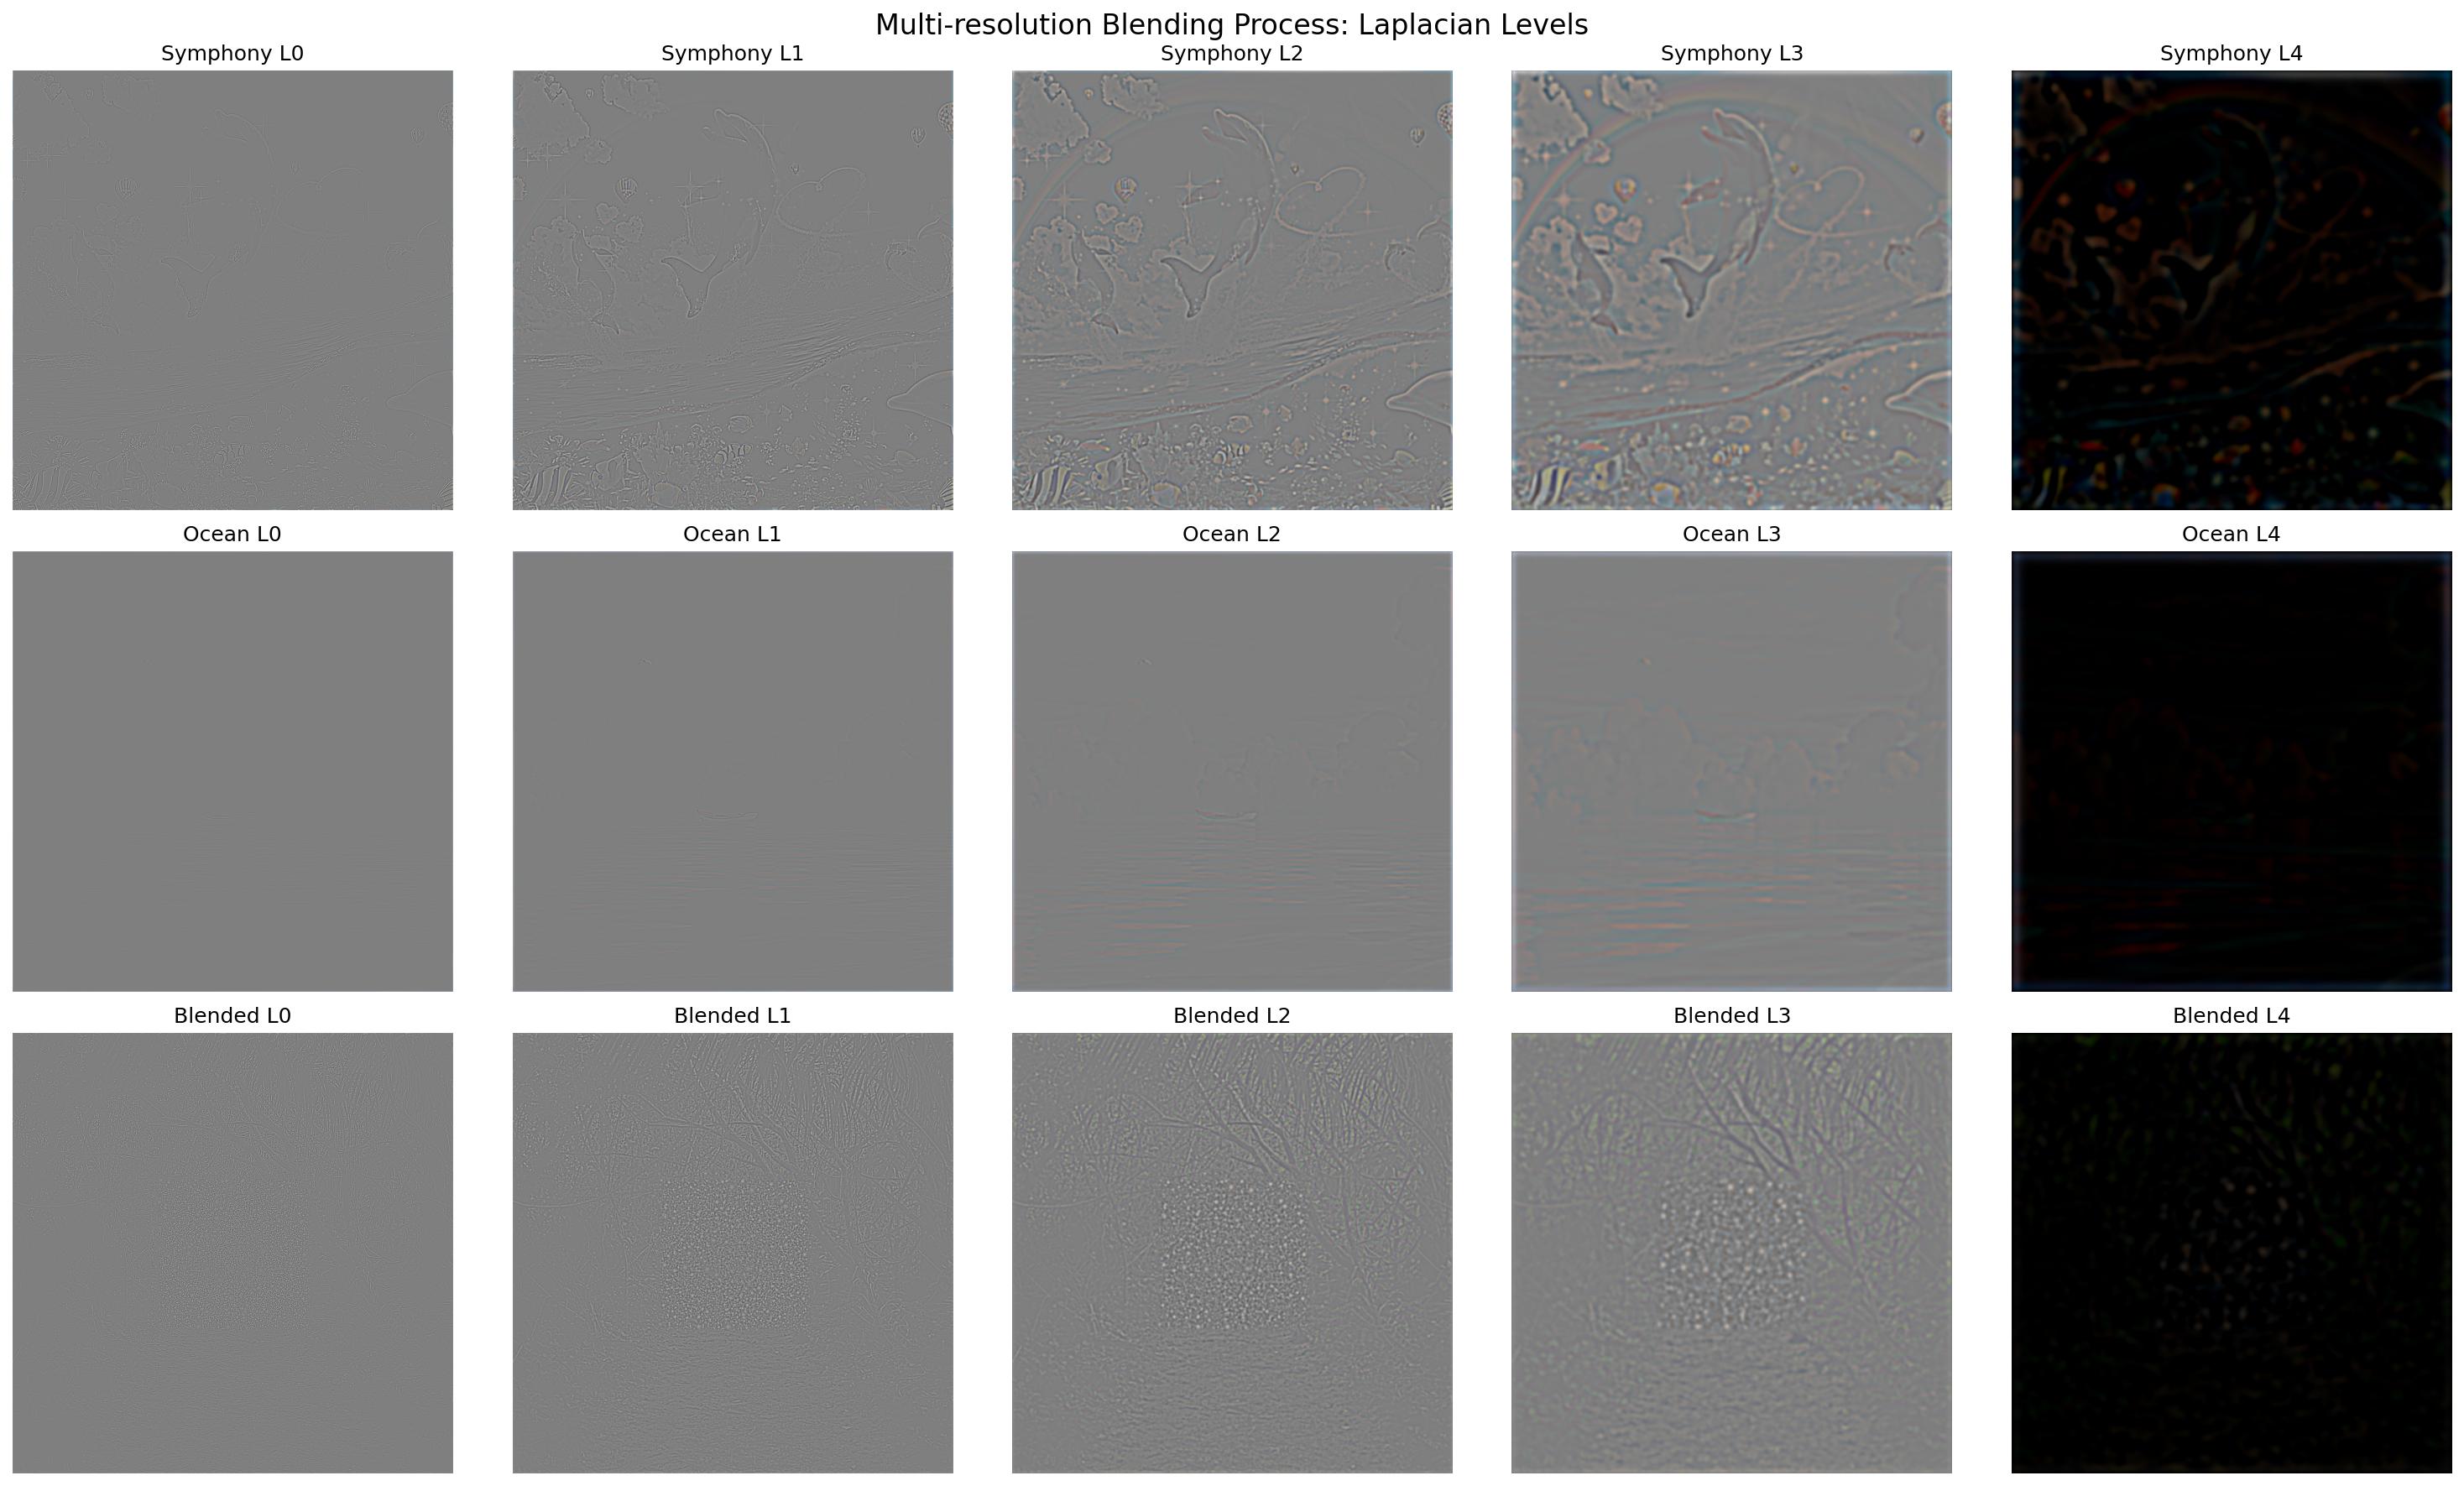 Multi-resolution Blending Process: Laplacian Levels
Symphony L0
Symphony L1
Symphony L2
Symphony L3
Symphony L4
Ocean L0
Ocean L1
Ocean L2
Ocean L3
Ocean L4
Blended L0
Blended L1
Blended L2
Blended L3
Blended L4